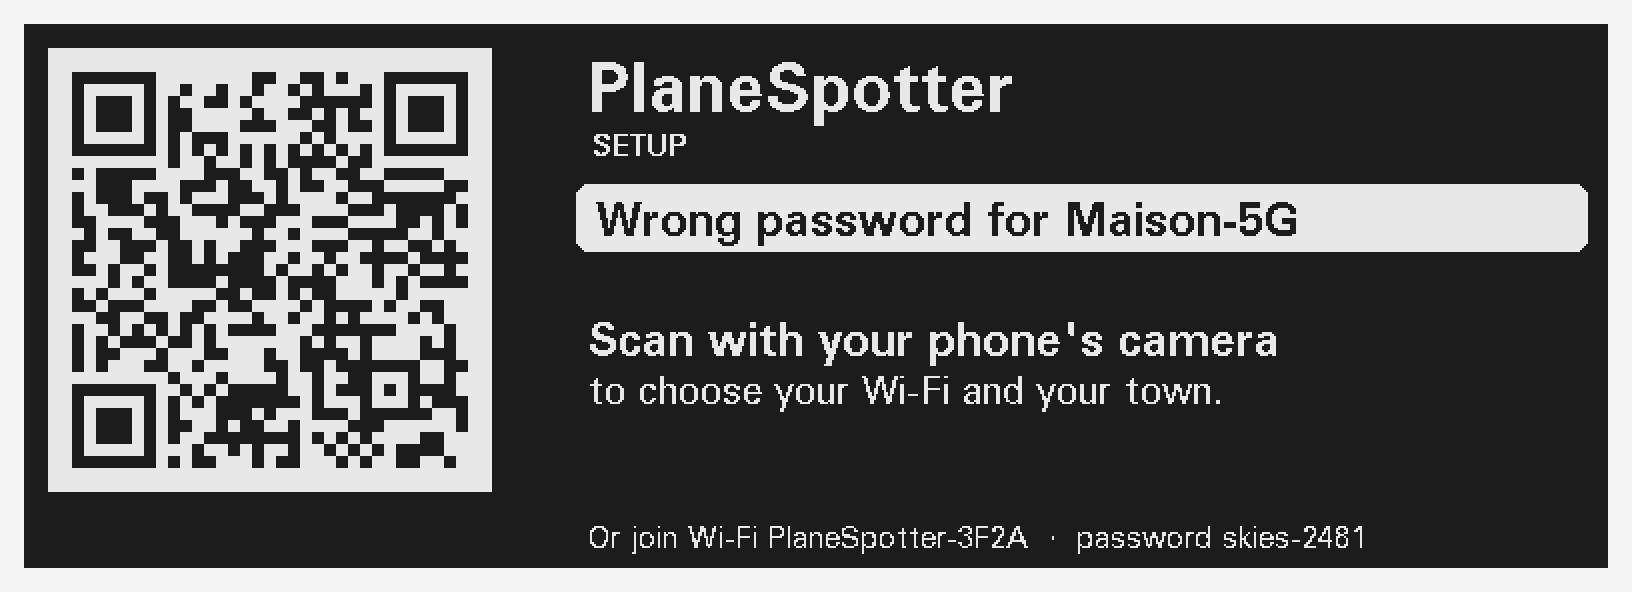 PlaneSpotter
SETUP
Wrong password for Maison-5G
Scan with your phone's camera
to choose your Wi-Fi and your town.
Or join Wi-Fi PlaneSpotter-3F2A · password skies-2481